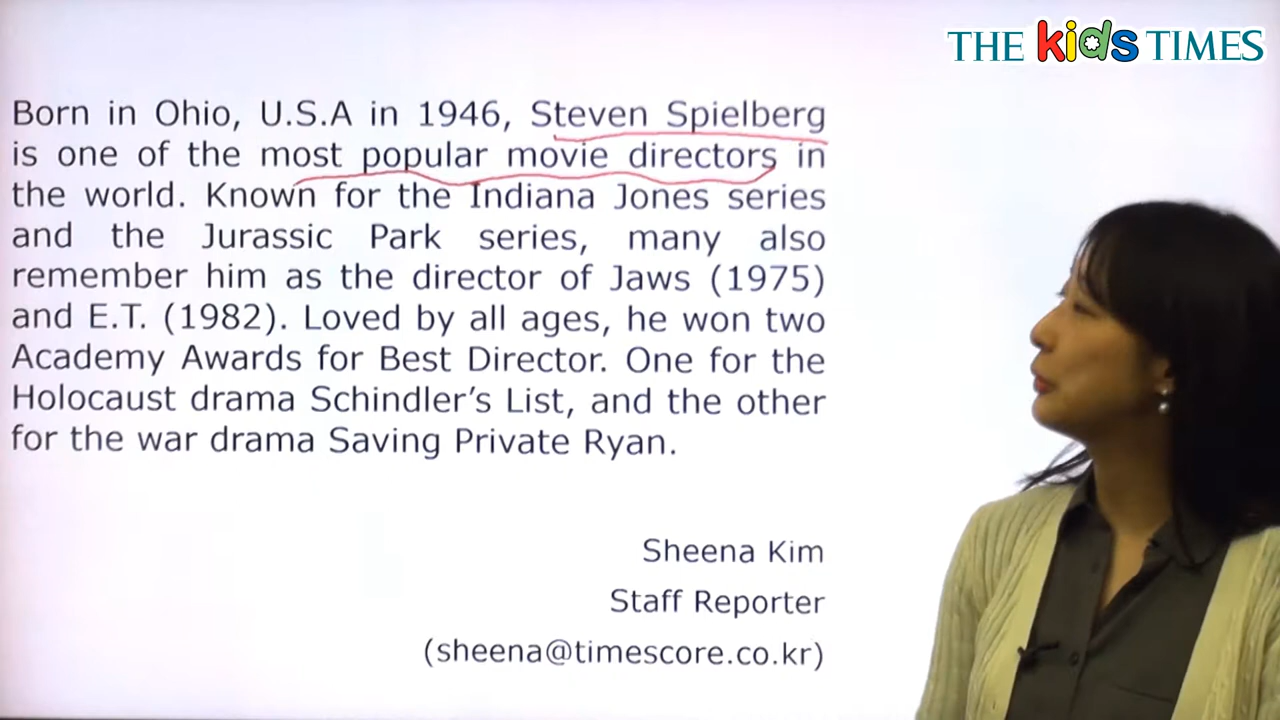 THE kids TIMES
Born in Ohio, U.S.A in 1946, Steven Spielberg
is one of the most popular movie directors in
the world. Known for the Indiana Jones series
and the Jurassic Park series, many also
remember him as the director of Jaws (1975)
and E.T. (1982). Loved by all ages, he won two
Academy Awards for Best Director. One for the
Holocaust drama Schindler’s List, and the other
for the war drama Saving Private Ryan.
Sheena Kim
Staff Reporter
(sheena@timescore.co.kr)